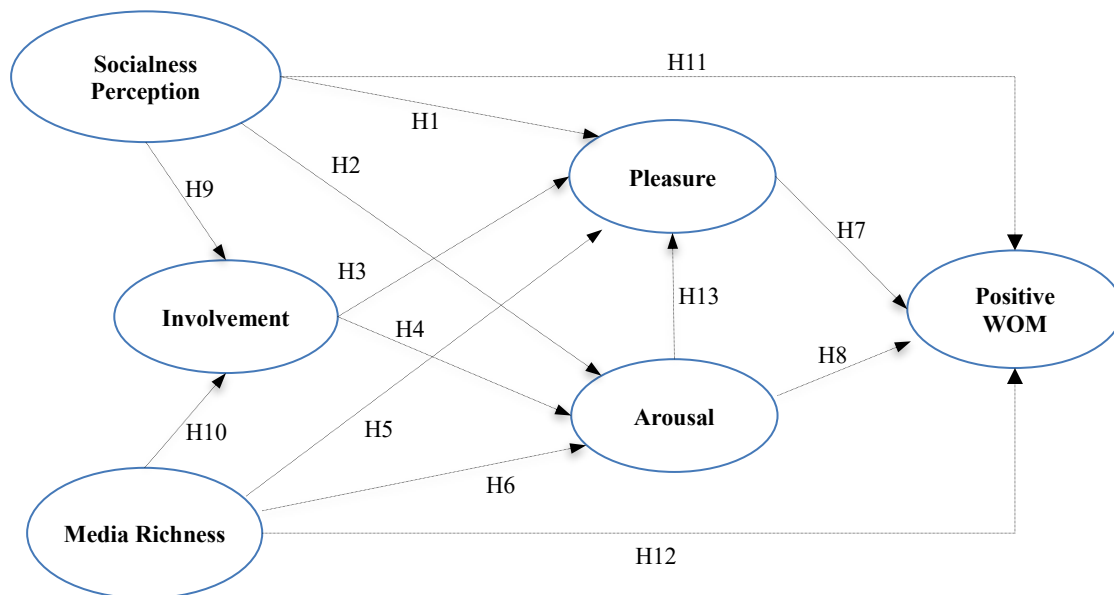 Socialness
Perception
H11
H1
H2
Pleasure
H9
H7
H3
Involvement
H13
Positive
WOM
H4
H8
Arousal
H5
H10
H6
Media Richness
H12